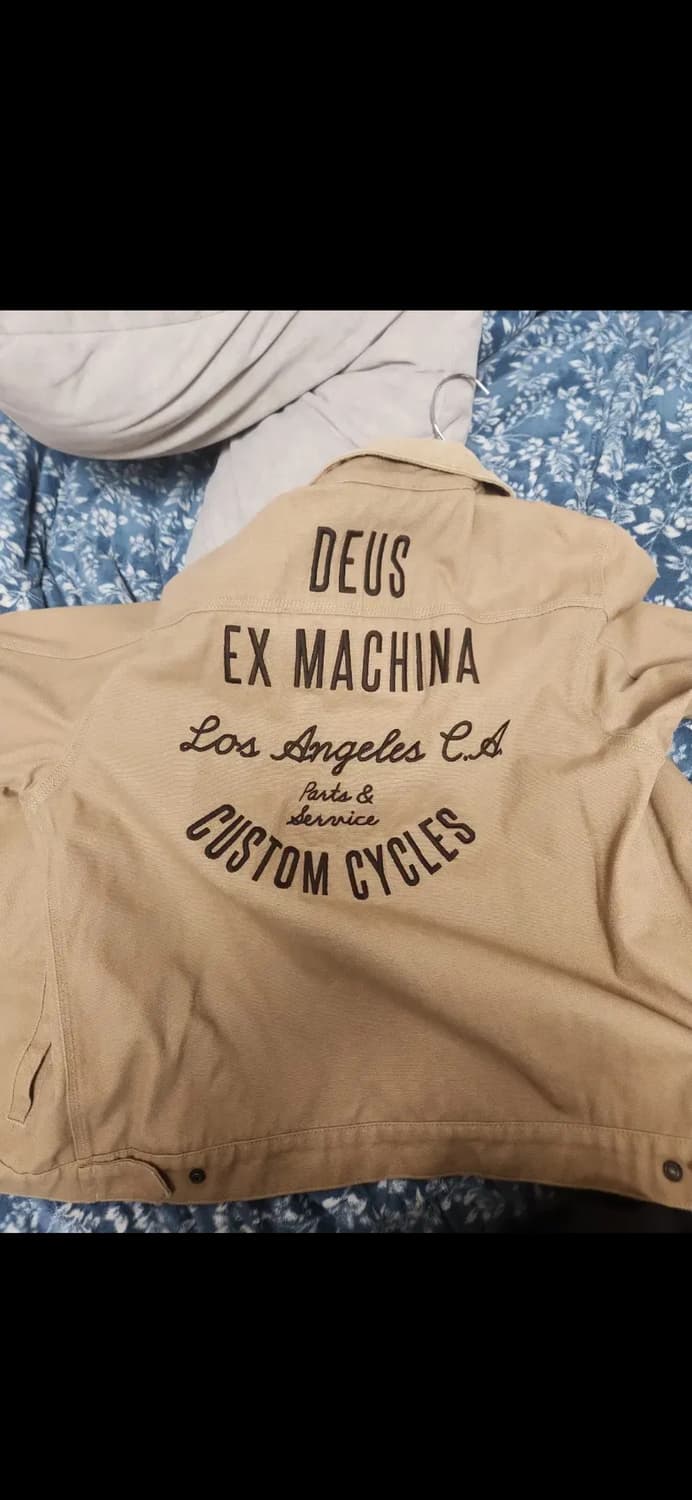 DEUS
EX MACHINA
Los Angeles C.A.
Parts &
Service
CUSTOM CYCLES